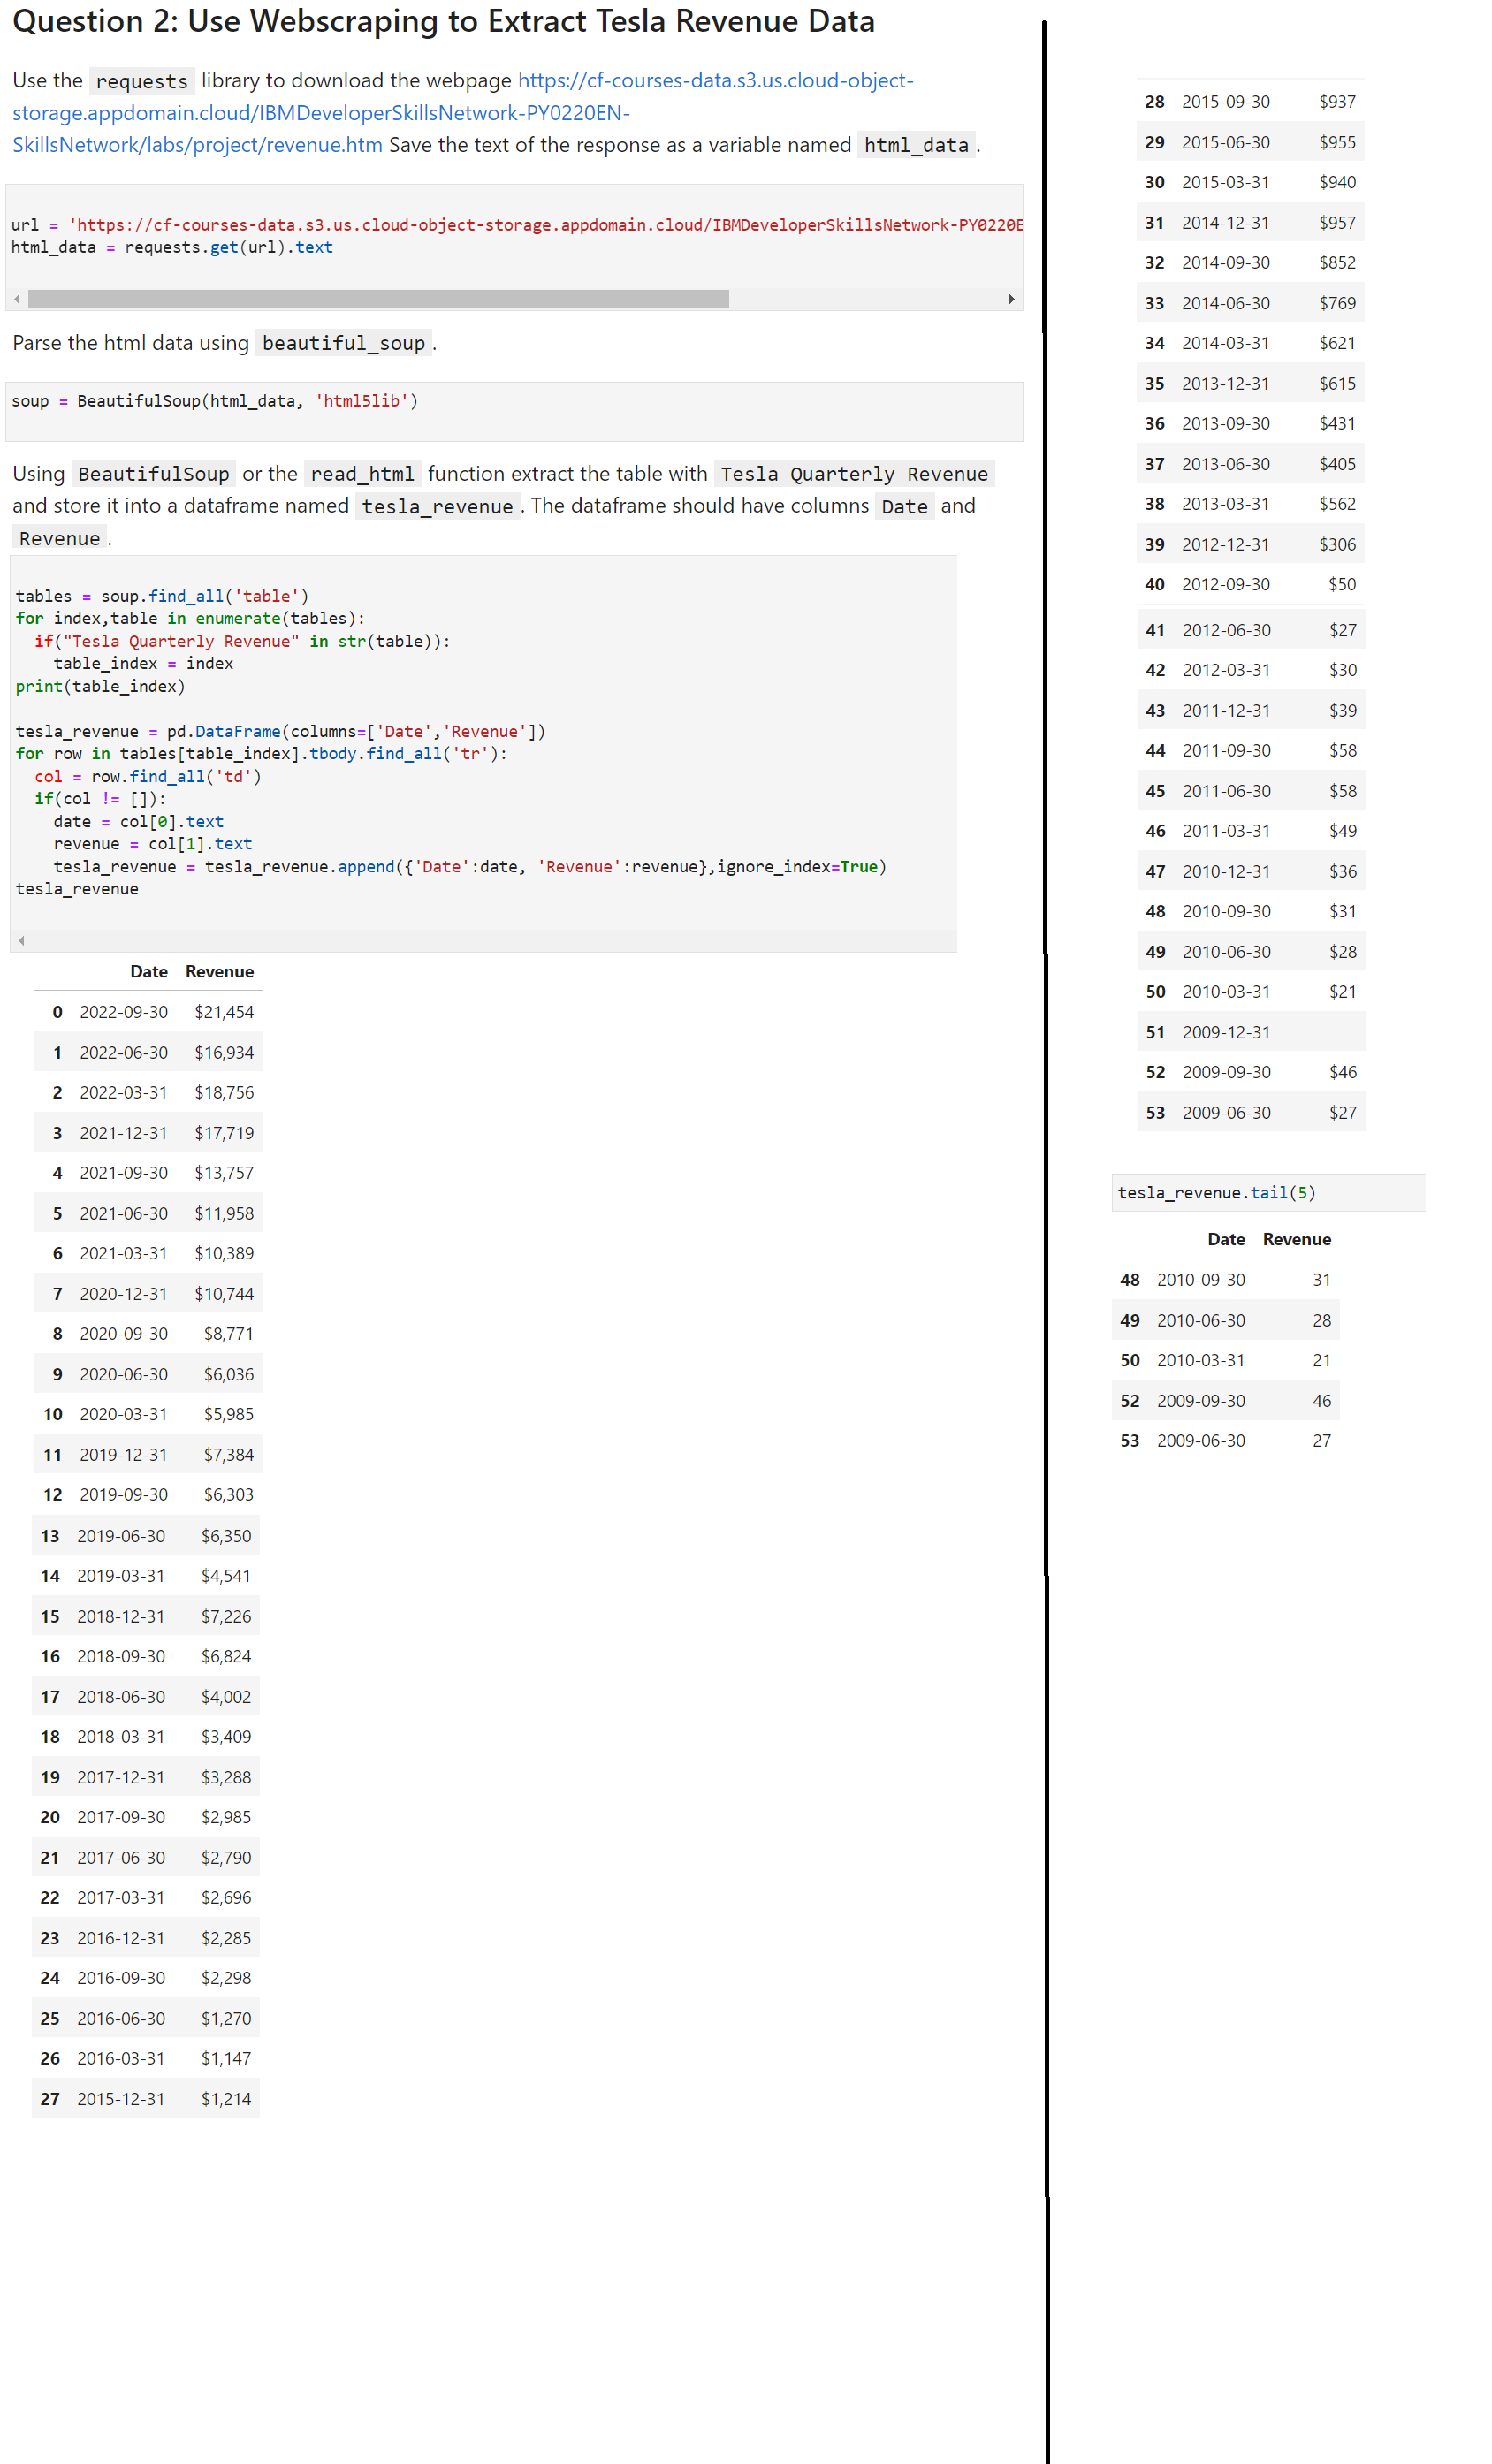 Question 2: Use Webscraping to Extract Tesla Revenue Data
Use the requests library to download the webpage https://cf-courses-data.s3.us.cloud-object-
storage.appdomain.cloud/IBMDeveloperSkillsNetwork-PY0220EN-
SkillsNetwork/labs/project/revenue.htm Save the text of the response as a variable named html_data.
url = 'https://cf-courses-data.s3.us.cloud-object-storage.appdomain.cloud/IBMDeveloperSkillsNetwork-PY0220E
html_data = requests.get(url).text
Parse the html data using beautiful_soup.
soup = BeautifulSoup(html_data, 'html5lib')
Using BeautifulSoup or the read_html function extract the table with Tesla Quarterly Revenue
and store it into a dataframe named tesla_revenue. The dataframe should have columns Date and
Revenue.
tables = soup.find_all('table')
for index,table in enumerate(tables):
  if("Tesla Quarterly Revenue" in str(table)):
    table_index = index
print(table_index)
tesla_revenue = pd.DataFrame(columns=['Date','Revenue'])
for row in tables[table_index].tbody.find_all('tr'):
  col = row.find_all('td')
  if(col != []):
    date = col[0].text
    revenue = col[1].text
    tesla_revenue = tesla_revenue.append({'Date':date, 'Revenue':revenue},ignore_index=True)
tesla_revenue
Date Revenue
0 2022-09-30 $21,454
1 2022-06-30 $16,934
2 2022-03-31 $18,756
3 2021-12-31 $17,719
4 2021-09-30 $13,757
5 2021-06-30 $11,958
6 2021-03-31 $10,389
7 2020-12-31 $10,744
8 2020-09-30 $8,771
9 2020-06-30 $6,036
10 2020-03-31 $5,985
11 2019-12-31 $7,384
12 2019-09-30 $6,303
13 2019-06-30 $6,350
14 2019-03-31 $4,541
15 2018-12-31 $7,226
16 2018-09-30 $6,824
17 2018-06-30 $4,002
18 2018-03-31 $3,409
19 2017-12-31 $3,288
20 2017-09-30 $2,985
21 2017-06-30 $2,790
22 2017-03-31 $2,696
23 2016-12-31 $2,285
24 2016-09-30 $2,298
25 2016-06-30 $1,270
26 2016-03-31 $1,147
27 2015-12-31 $1,214
28 2015-09-30 $937
29 2015-06-30 $955
30 2015-03-31 $940
31 2014-12-31 $957
32 2014-09-30 $852
33 2014-06-30 $769
34 2014-03-31 $621
35 2013-12-31 $615
36 2013-09-30 $431
37 2013-06-30 $405
38 2013-03-31 $562
39 2012-12-31 $306
40 2012-09-30 $50
41 2012-06-30 $27
42 2012-03-31 $30
43 2011-12-31 $39
44 2011-09-30 $58
45 2011-06-30 $58
46 2011-03-31 $49
47 2010-12-31 $36
48 2010-09-30 $31
49 2010-06-30 $28
50 2010-03-31 $21
51 2009-12-31
52 2009-09-30 $46
53 2009-06-30 $27
tesla_revenue.tail(5)
Date Revenue
48 2010-09-30 31
49 2010-06-30 28
50 2010-03-31 21
52 2009-09-30 46
53 2009-06-30 27